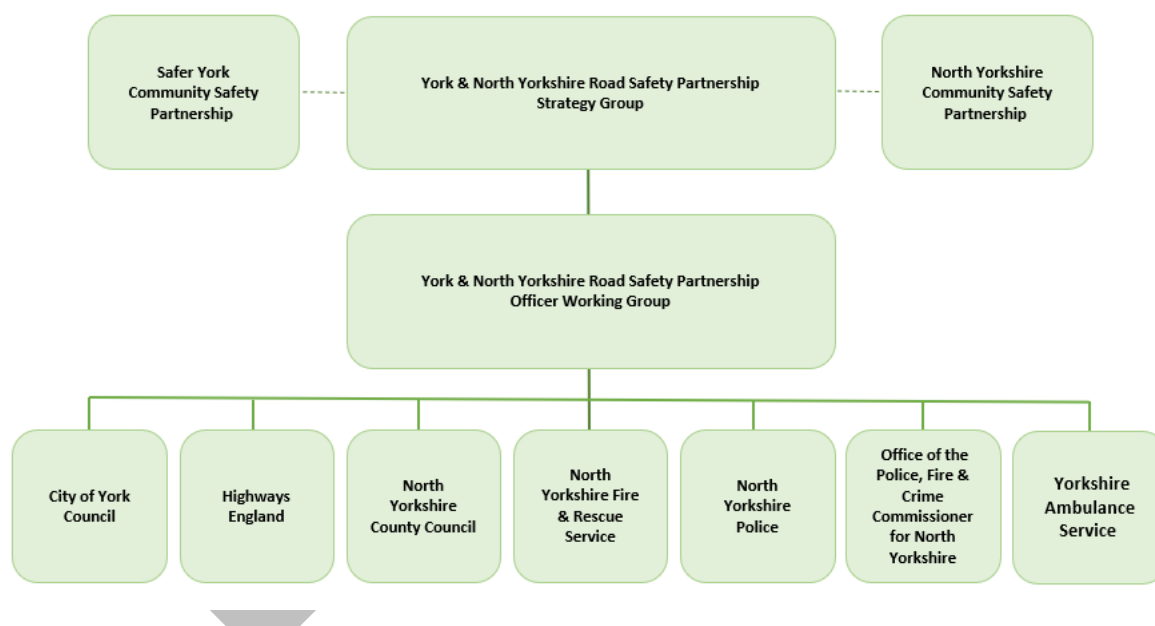 Safer York
Community Safety
Partnership
York & North Yorkshire Road Safety Partnership
Strategy Group
North Yorkshire
Community Safety
Partnership
York & North Yorkshire Road Safety Partnership
Officer Working Group
City of York
Council
Highways
England
North
Yorkshire
County Council
North
Yorkshire Fire
& Rescue
Service
North
Yorkshire
Police
Office of the
Police, Fire &
Crime
Commissioner
for North
Yorkshire
Yorkshire
Ambulance
Service